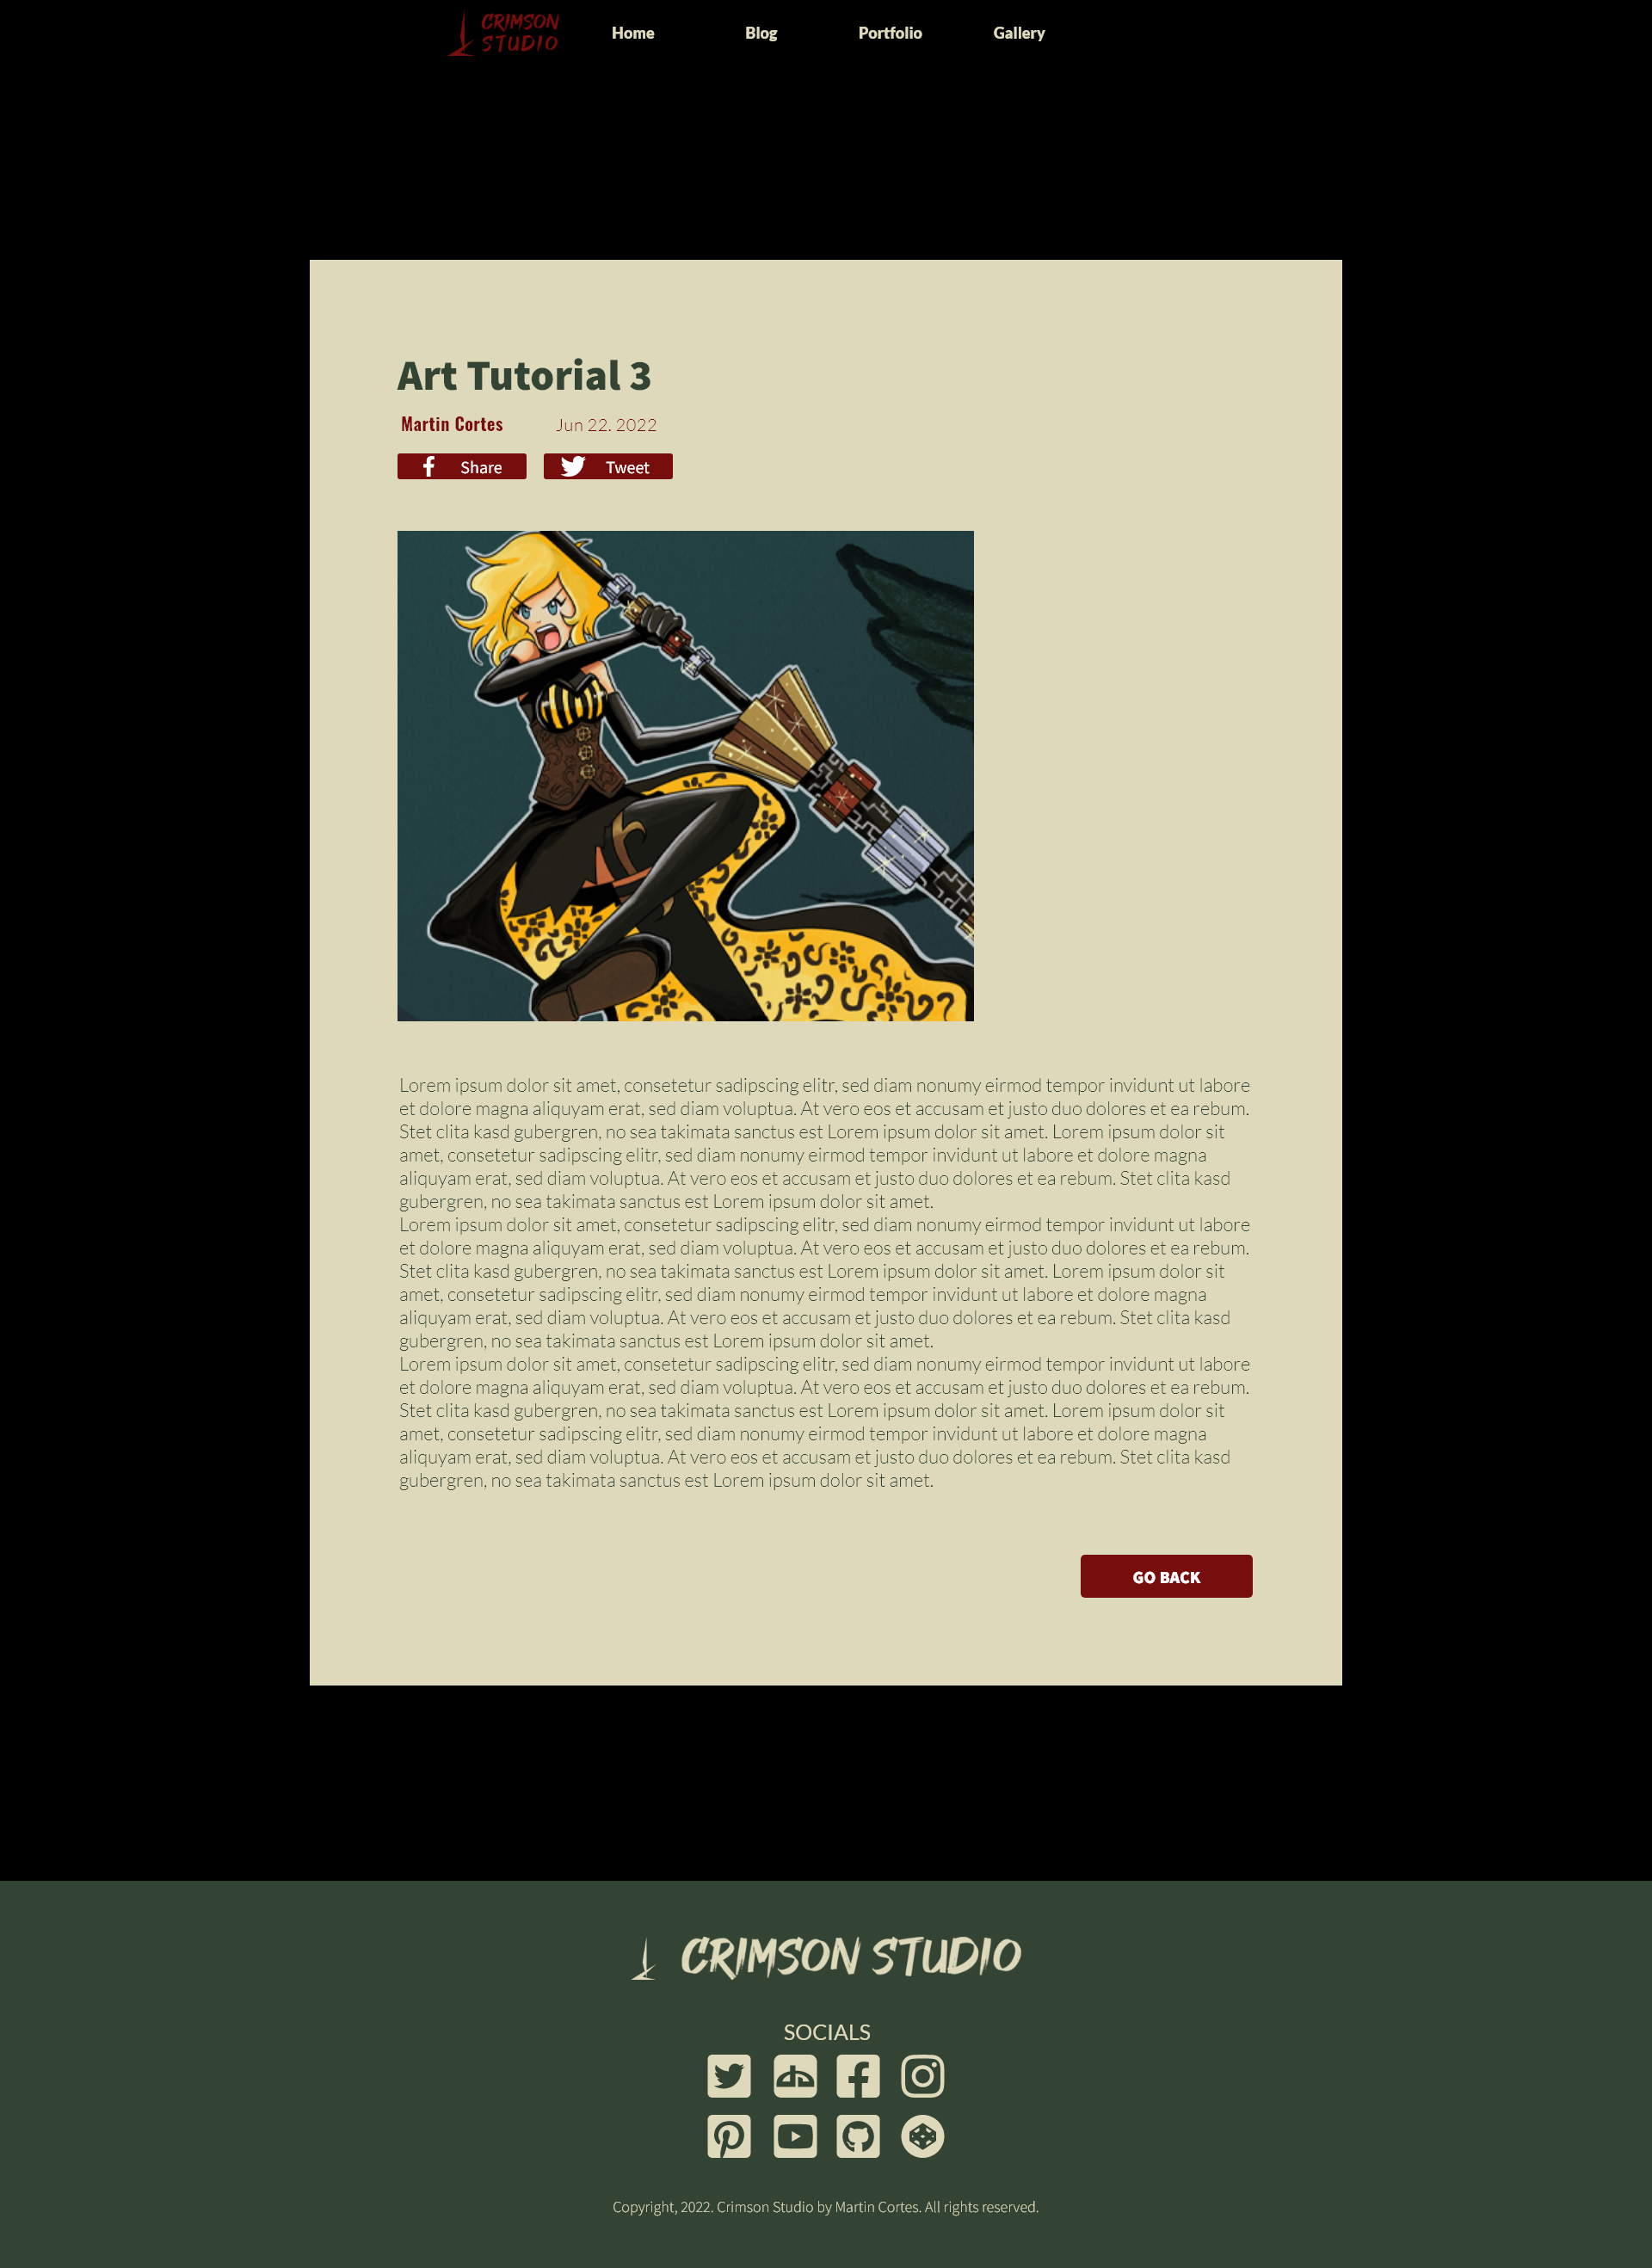 CRIMSON
STUDIO
Home
Blog
Portfolio
Gallery
Art Tutorial 3
Martin Cortes
Jun 22. 2022
Share
Tweet
Lorem ipsum dolor sit amet, consetetur sadipscing elitr, sed diam nonumy eirmod tempor invidunt ut labore
et dolore magna aliquyam erat, sed diam voluptua. At vero eos et accusam et justo duo dolores et ea rebum.
Stet clita kasd gubergren, no sea takimata sanctus est Lorem ipsum dolor sit amet. Lorem ipsum dolor sit
amet, consetetur sadipscing elitr, sed diam nonumy eirmod tempor invidunt ut labore et dolore magna
aliquyam erat, sed diam voluptua. At vero eos et accusam et justo duo dolores et ea rebum. Stet clita kasd
gubergren, no sea takimata sanctus est Lorem ipsum dolor sit amet.
Lorem ipsum dolor sit amet, consetetur sadipscing elitr, sed diam nonumy eirmod tempor invidunt ut labore
et dolore magna aliquyam erat, sed diam voluptua. At vero eos et accusam et justo duo dolores et ea rebum.
Stet clita kasd gubergren, no sea takimata sanctus est Lorem ipsum dolor sit amet. Lorem ipsum dolor sit
amet, consetetur sadipscing elitr, sed diam nonumy eirmod tempor invidunt ut labore et dolore magna
aliquyam erat, sed diam voluptua. At vero eos et accusam et justo duo dolores et ea rebum. Stet clita kasd
gubergren, no sea takimata sanctus est Lorem ipsum dolor sit amet.
Lorem ipsum dolor sit amet, consetetur sadipscing elitr, sed diam nonumy eirmod tempor invidunt ut labore
et dolore magna aliquyam erat, sed diam voluptua. At vero eos et accusam et justo duo dolores et ea rebum.
Stet clita kasd gubergren, no sea takimata sanctus est Lorem ipsum dolor sit amet. Lorem ipsum dolor sit
amet, consetetur sadipscing elitr, sed diam nonumy eirmod tempor invidunt ut labore et dolore magna
aliquyam erat, sed diam voluptua. At vero eos et accusam et justo duo dolores et ea rebum. Stet clita kasd
gubergren, no sea takimata sanctus est Lorem ipsum dolor sit amet.
GO BACK
CRIMSON STUDIO
SOCIALS
Copyright, 2022. Crimson Studio by Martin Cortes. All rights reserved.